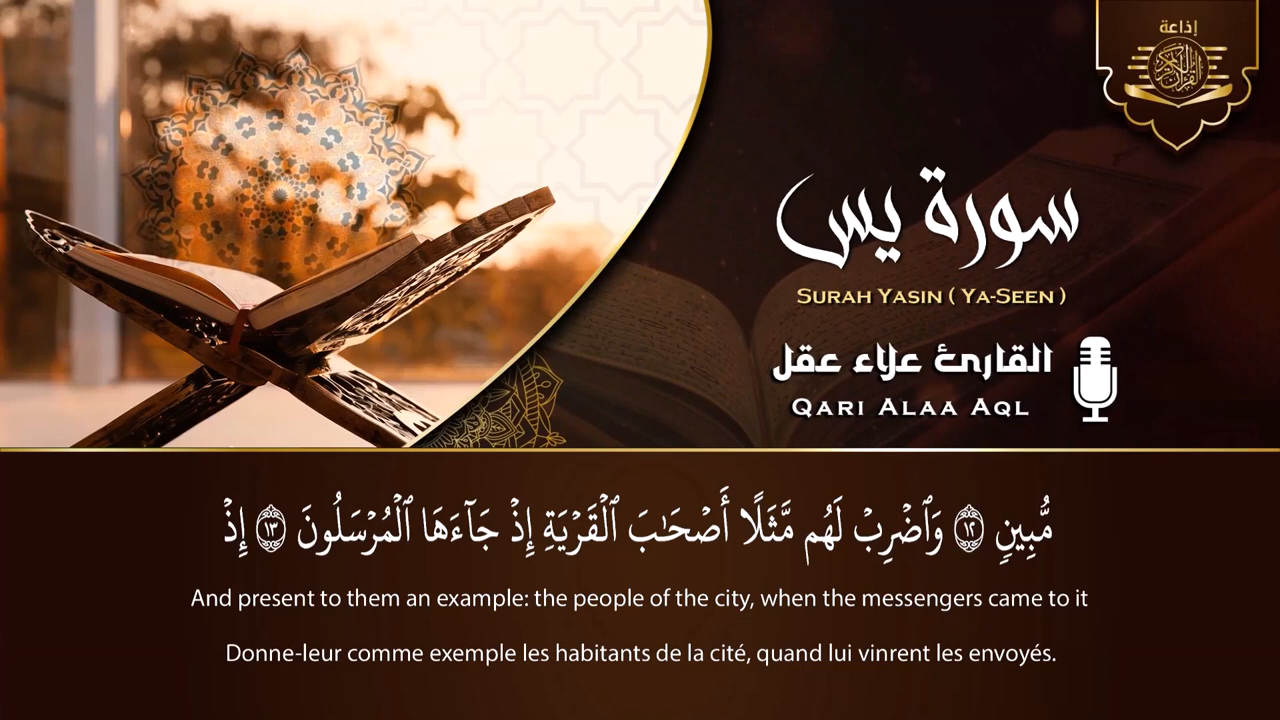 إذاعة
القرآن الكريم
سورة يس
SURAH YASIN ( YA-SEEN )
القارئ علاء عقل
QARI ALAA AQL
مُّبِينٍ ١٢ وَٱضْرِبْ لَهُم مَّثَلًا أَصْحَٰبَ ٱلْقَرْيَةِ إِذْ جَآءَهَا ٱلْمُرْسَلُونَ ١٣ إِذْ
And present to them an example: the people of the city, when the messengers came to it
Donne-leur comme exemple les habitants de la cité, quand lui vinrent les envoyés.